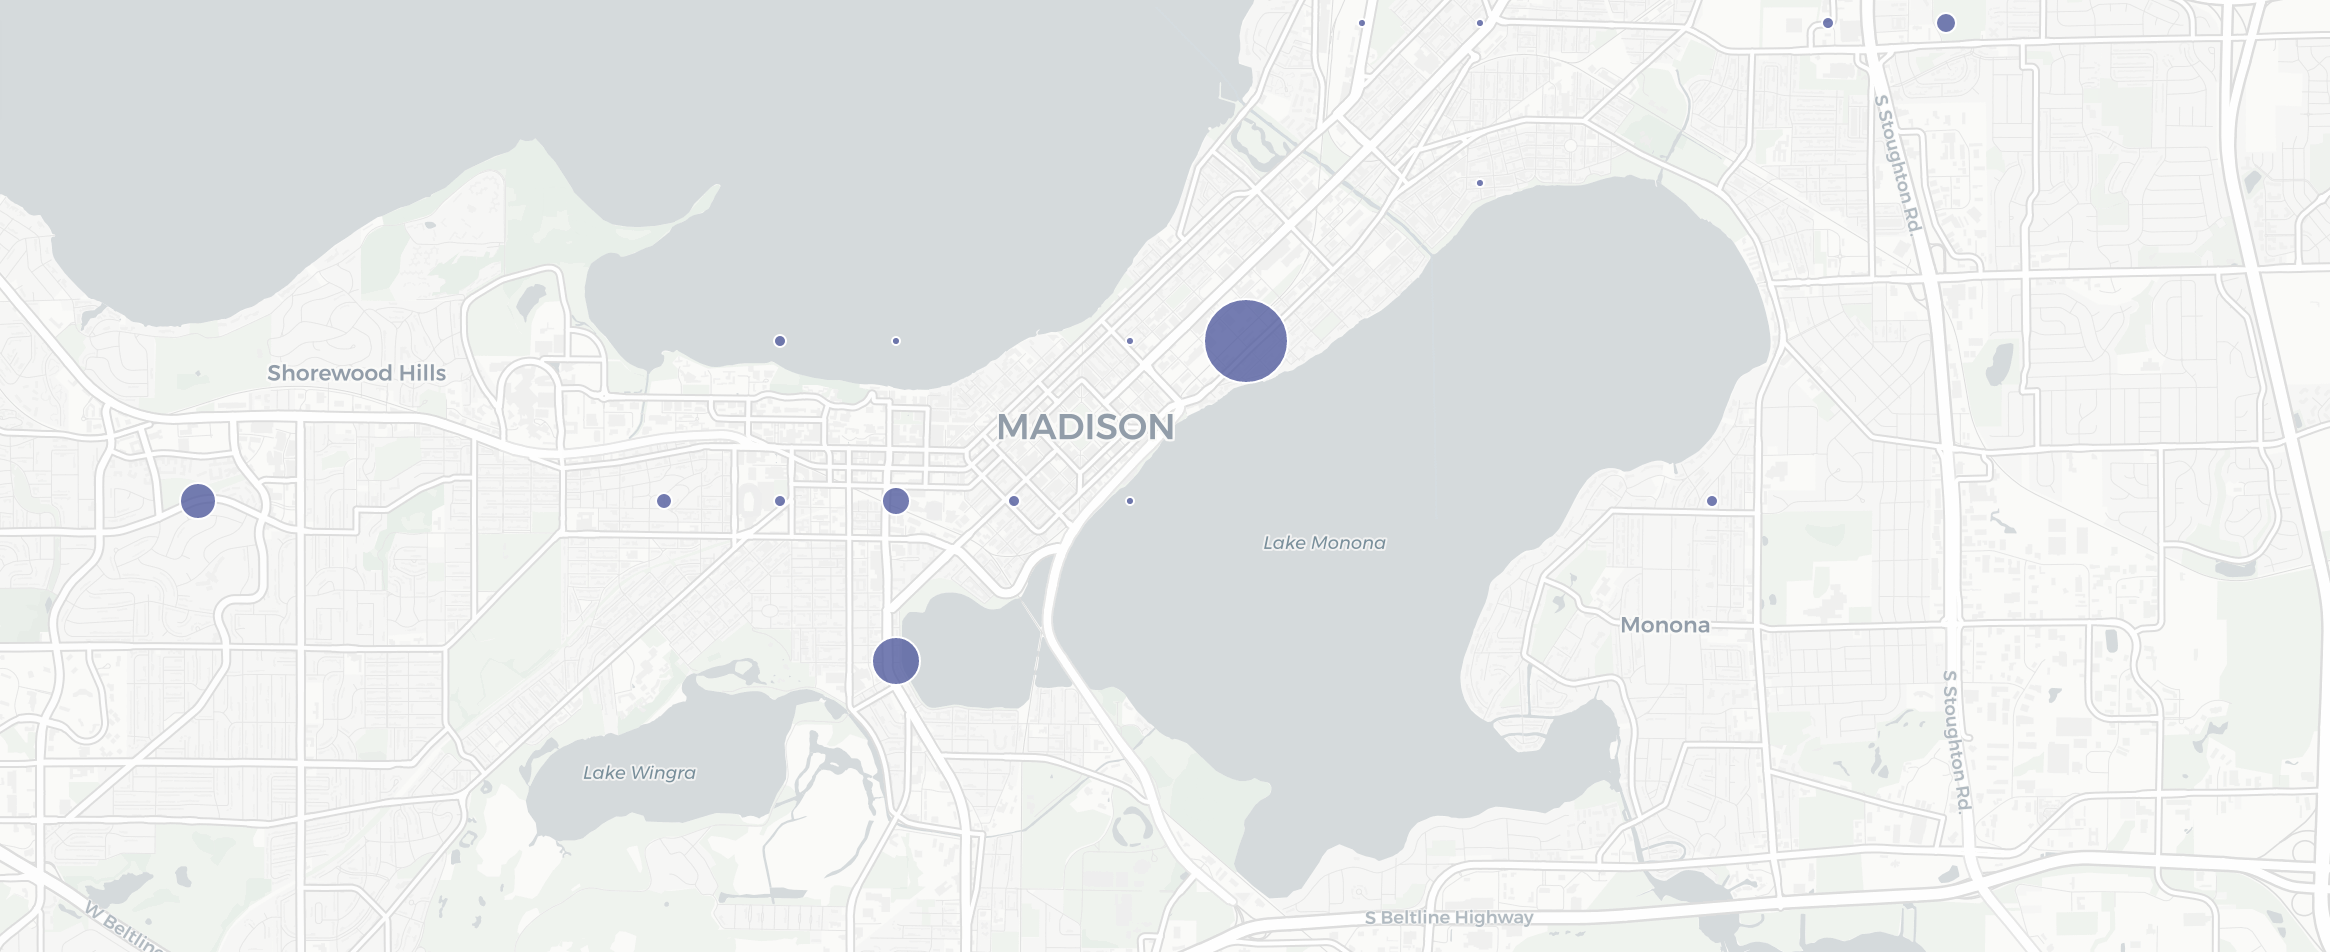 S Stoughton Rd.
Shorewood Hills
MADISON
Lake Monona
Monona
S Stoughton Rd.
Lake Wingra
W Beltline
S Beltline Highway